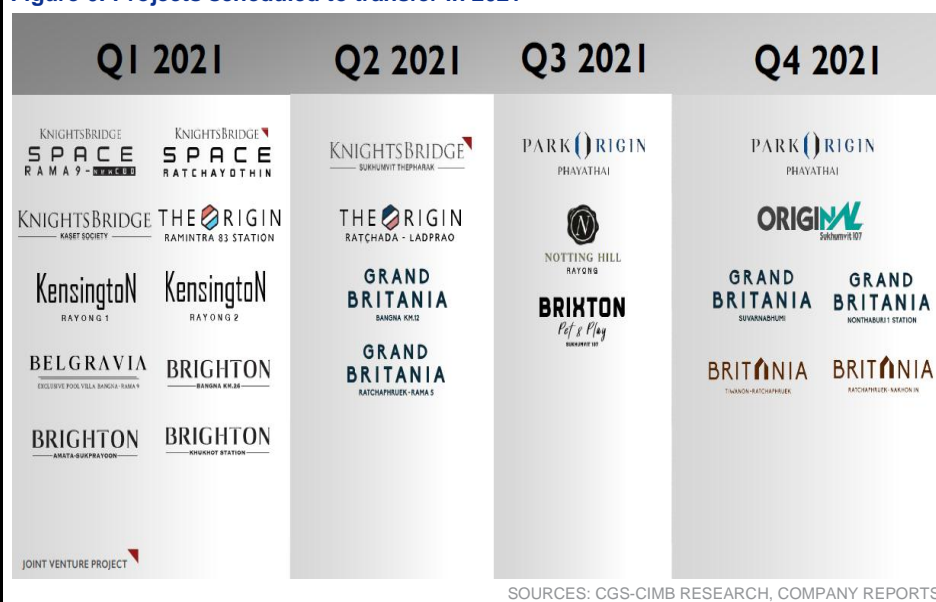 Figure 6: Projects scheduled to transfer in 2021
Q1 2021
KNIGHTSBRIDGE
SPACE
RAMA9-NEWCBD
KNIGHTSBRIDGE
SPACE
RATCHAYOTHIN
KNIGHTSBRIDGE
KASET SOCIETY
THE ORIGIN
RAMINTRA 83 STATION
KensingtoN
RAYONG 1
KensingtoN
RAYONG 2
BELGRAVIA
EXCLUSIVE POOL VILLA BANGNA-RAMA 9
BRIGHTON
BANGNA KM.26
BRIGHTON
AMATA-SUKPRAYOON
BRIGHTON
KHUKHOT STATION
JOINT VENTURE PROJECT
Q2 2021
KNIGHTSBRIDGE
SUKHUMVIT THEPHARAK
THE ORIGIN
RATCHADA - LADPRAO
GRAND
BRITANIA
BANGNA KM.12
GRAND
BRITANIA
RATCHAPHRUEK-RAMA 5
Q3 2021
PARK ORIGIN
PHAYATHAI
N
NOTTING HILL
RAYONG
BRIXTON
Pet & Play
SUKHUMVIT 107
Q4 2021
PARK ORIGIN
PHAYATHAI
ORIGINAL
Sukhumvit 107
GRAND
BRITANIA
SUVARNABHUMI
GRAND
BRITANIA
NONTHABURI 1 STATION
BRITANIA
TIWANON-RATCHAPHRUEK
BRITANIA
RATCHAPHRUEK-NAKHON IN
SOURCES: CGS-CIMB RESEARCH, COMPANY REPORTS